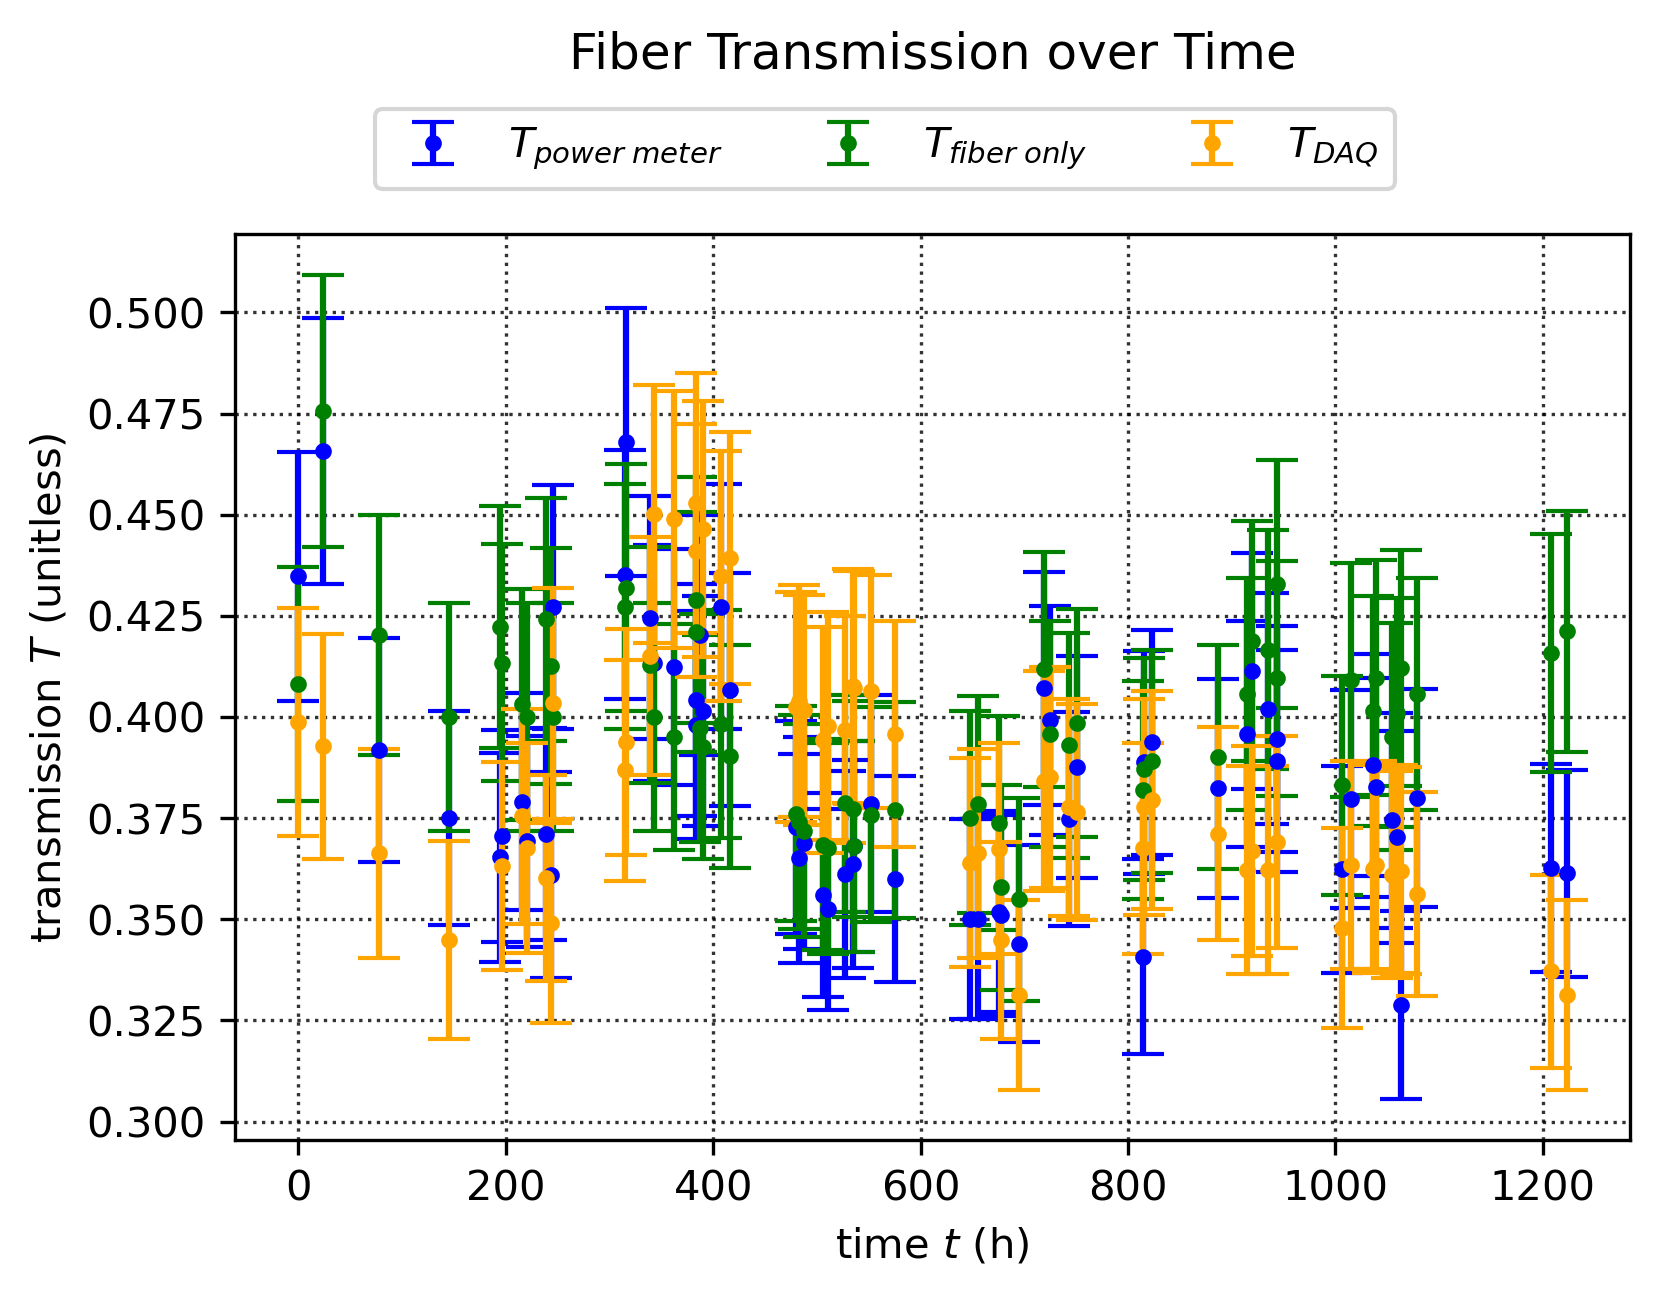 Fiber Transmission over Time
T_power meter T_fiber only T_DAQ
transmission T (unitless)
0.500
0.475
0.450
0.425
0.400
0.375
0.350
0.325
0.300
0 200 400 600 800 1000 1200
time t (h)